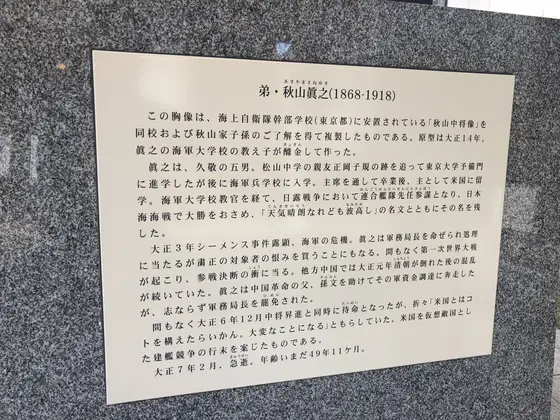 あきやまさねゆき
弟・秋山眞之(1868-1918)
この胸像は、海上自衛隊幹部学校(東京都)に安置されている「秋山中将像」を
同校および秋山家子孫のご了解を得て複製したものである。原型は大正14年、
眞之の海軍大学校の教え子が醵金して作った。
眞之は、久敬の五男。松山中学の親友正岡子規の跡を追って東京大学予備門
に進学したが後に海軍兵学校に入学。主席を通して卒業後、主として米国に留
学。海軍大学校教官を経て、日露戦争において連合艦隊先任参謀となり、日本
海海戦で大勝をおさめ、「天気晴朗なれども波高し」の名文とともにその名を残
した。
大正3年シーメンス事件露顕、海軍の危機。眞之は軍務局長を命ぜられ処理
に当たるが粛正の対象者の恨みを買うことにもなる。間もなく第一次世界大戦
が起こり、参戦決断の衝に当る。他方中国では大正元年清朝が倒れた後の混乱
が続いていた。眞之は中国革命の父、孫文を助けてその軍資金調達に奔走した
が、志ならず軍務局長を罷免された。
間もなく大正6年12月中将昇進と同時に待命となったが、折々「米国とはコ
トを構えたらいかん。大変なことになる」ともらしていた。米国を仮想敵国とし
た建艦競争の行末を案じたものである。
大正7年2月、急逝。年齢いまだ49年11ケ月。